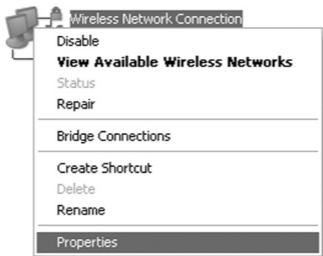 Wireless Network Connection
Disable
View Available Wireless Networks
Status
Repair
Bridge Connections
Create Shortcut
Delete
Rename
Properties